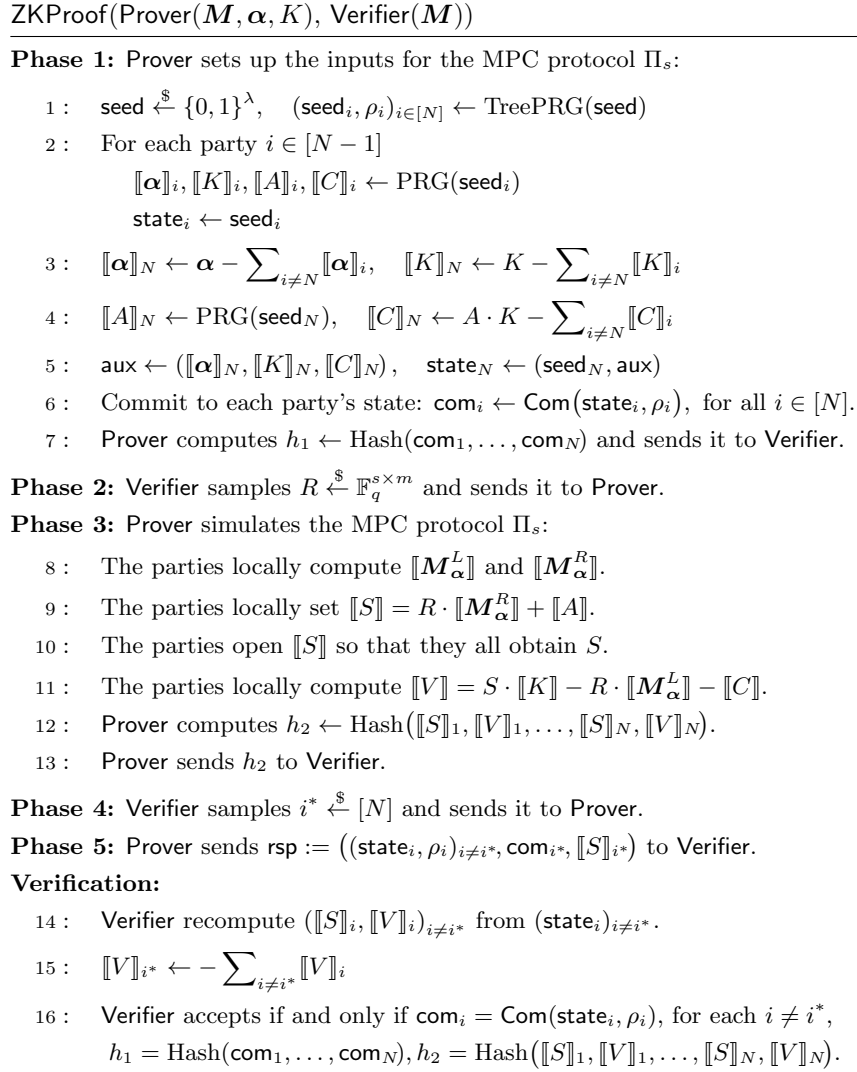 ZKProof(Prover(𝑴, 𝜶, K), Verifier(𝑴))
Phase 1: Prover sets up the inputs for the MPC protocol Π_s:
1 : seed ←$ {0, 1}^λ, (seed_i, ρ_i)_{i∈[N]} ← TreePRG(seed)
2 : For each party i ∈ [N − 1]
⟦𝜶⟧_i, ⟦K⟧_i, ⟦A⟧_i, ⟦C⟧_i ← PRG(seed_i)
state_i ← seed_i
3 : ⟦𝜶⟧_N ← 𝜶 − ∑_{i≠N} ⟦𝜶⟧_i, ⟦K⟧_N ← K − ∑_{i≠N} ⟦K⟧_i
4 : ⟦A⟧_N ← PRG(seed_N), ⟦C⟧_N ← A · K − ∑_{i≠N} ⟦C⟧_i
5 : aux ← (⟦𝜶⟧_N, ⟦K⟧_N, ⟦C⟧_N), state_N ← (seed_N, aux)
6 : Commit to each party's state: com_i ← Com(state_i, ρ_i), for all i ∈ [N].
7 : Prover computes h_1 ← Hash(com_1, . . . , com_N) and sends it to Verifier.
Phase 2: Verifier samples R ←$ 𝔽_q^{s×m} and sends it to Prover.
Phase 3: Prover simulates the MPC protocol Π_s:
8 : The parties locally compute ⟦𝑴_𝜶^L⟧ and ⟦𝑴_𝜶^R⟧.
9 : The parties locally set ⟦S⟧ = R · ⟦𝑴_𝜶^R⟧ + ⟦A⟧.
10 : The parties open ⟦S⟧ so that they all obtain S.
11 : The parties locally compute ⟦V⟧ = S · ⟦K⟧ − R · ⟦𝑴_𝜶^L⟧ − ⟦C⟧.
12 : Prover computes h_2 ← Hash(⟦S⟧_1, ⟦V⟧_1, . . . , ⟦S⟧_N, ⟦V⟧_N).
13 : Prover sends h_2 to Verifier.
Phase 4: Verifier samples i* ←$ [N] and sends it to Prover.
Phase 5: Prover sends rsp := ((state_i, ρ_i)_{i≠i*}, com_{i*}, ⟦S⟧_{i*}) to Verifier.
Verification:
14 : Verifier recompute (⟦S⟧_i, ⟦V⟧_i)_{i≠i*} from (state_i)_{i≠i*}.
15 : ⟦V⟧_{i*} ← − ∑_{i≠i*} ⟦V⟧_i
16 : Verifier accepts if and only if com_i = Com(state_i, ρ_i), for each i ≠ i*,
h_1 = Hash(com_1, . . . , com_N), h_2 = Hash(⟦S⟧_1, ⟦V⟧_1, . . . , ⟦S⟧_N, ⟦V⟧_N).